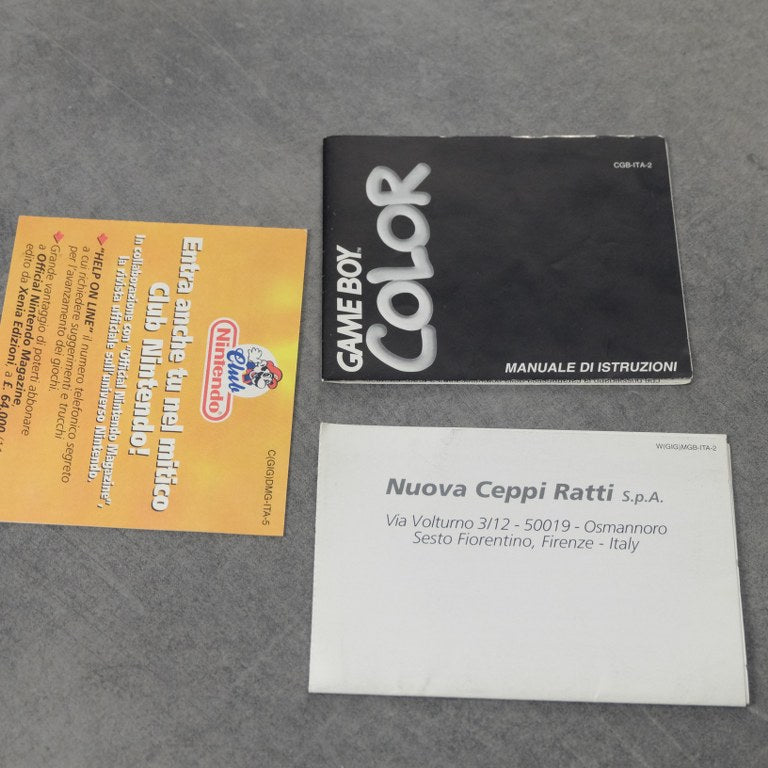 CGB-ITA-2
GAME BOY™
COLOR
MANUALE DI ISTRUZIONI
W(GIG)MGB-ITA-2
Nuova Ceppi Ratti S.p.A.
Via Volturno 3/12 - 50019 - Osmannoro
Sesto Fiorentino, Firenze - Italy
C(GIG)DMG-ITA-5
Nintendo®
Club
Entra anche tu nel mitico
Club Nintendo!
In collaborazione con "Official Nintendo Magazine",
la rivista ufficiale sull'universo Nintendo.
"HELP ON LINE" il numero telefonico segreto
a cui richiedere suggerimenti e trucchi
per l'avanzamento dei giochi.
Grande vantaggio di poterti abbonare
a Official Nintendo Magazine
edito da Xenia Edizioni, a £. 64.000